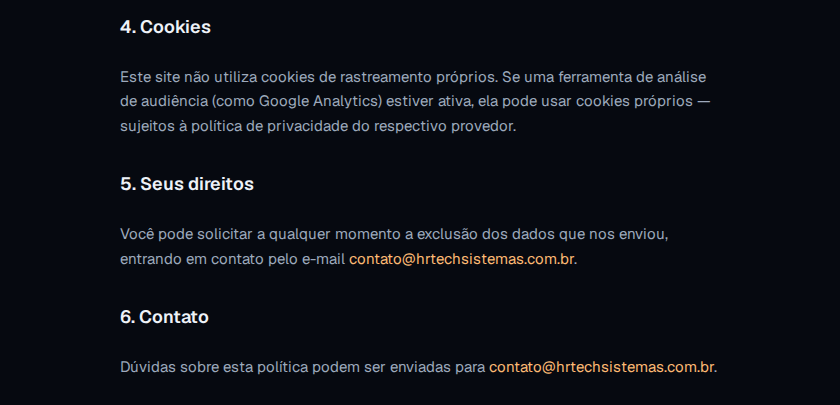 4. Cookies
Este site não utiliza cookies de rastreamento próprios. Se uma ferramenta de análise
de audiência (como Google Analytics) estiver ativa, ela pode usar cookies próprios —
sujeitos à política de privacidade do respectivo provedor.
5. Seus direitos
Você pode solicitar a qualquer momento a exclusão dos dados que nos enviou,
entrando em contato pelo e-mail contato@hrtechsistemas.com.br.
6. Contato
Dúvidas sobre esta política podem ser enviadas para contato@hrtechsistemas.com.br.